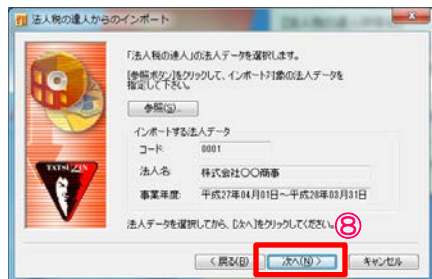 法人税の達人からのインポート
「法人税の達人」の法人データを選択します。
[参照ボタン]をクリックして、インポート対象の法人データを
指定して下さい。
参照(S)...
インポートする法人データ
コード 0001
法人名 株式会社〇〇商事
事業年度 平成27年04月01日～平成28年03月31日
TATSUZIN
法人データを選択してから、[次へ]をクリックしてください。
⑧
< 戻る(B) 次へ(N) > キャンセル